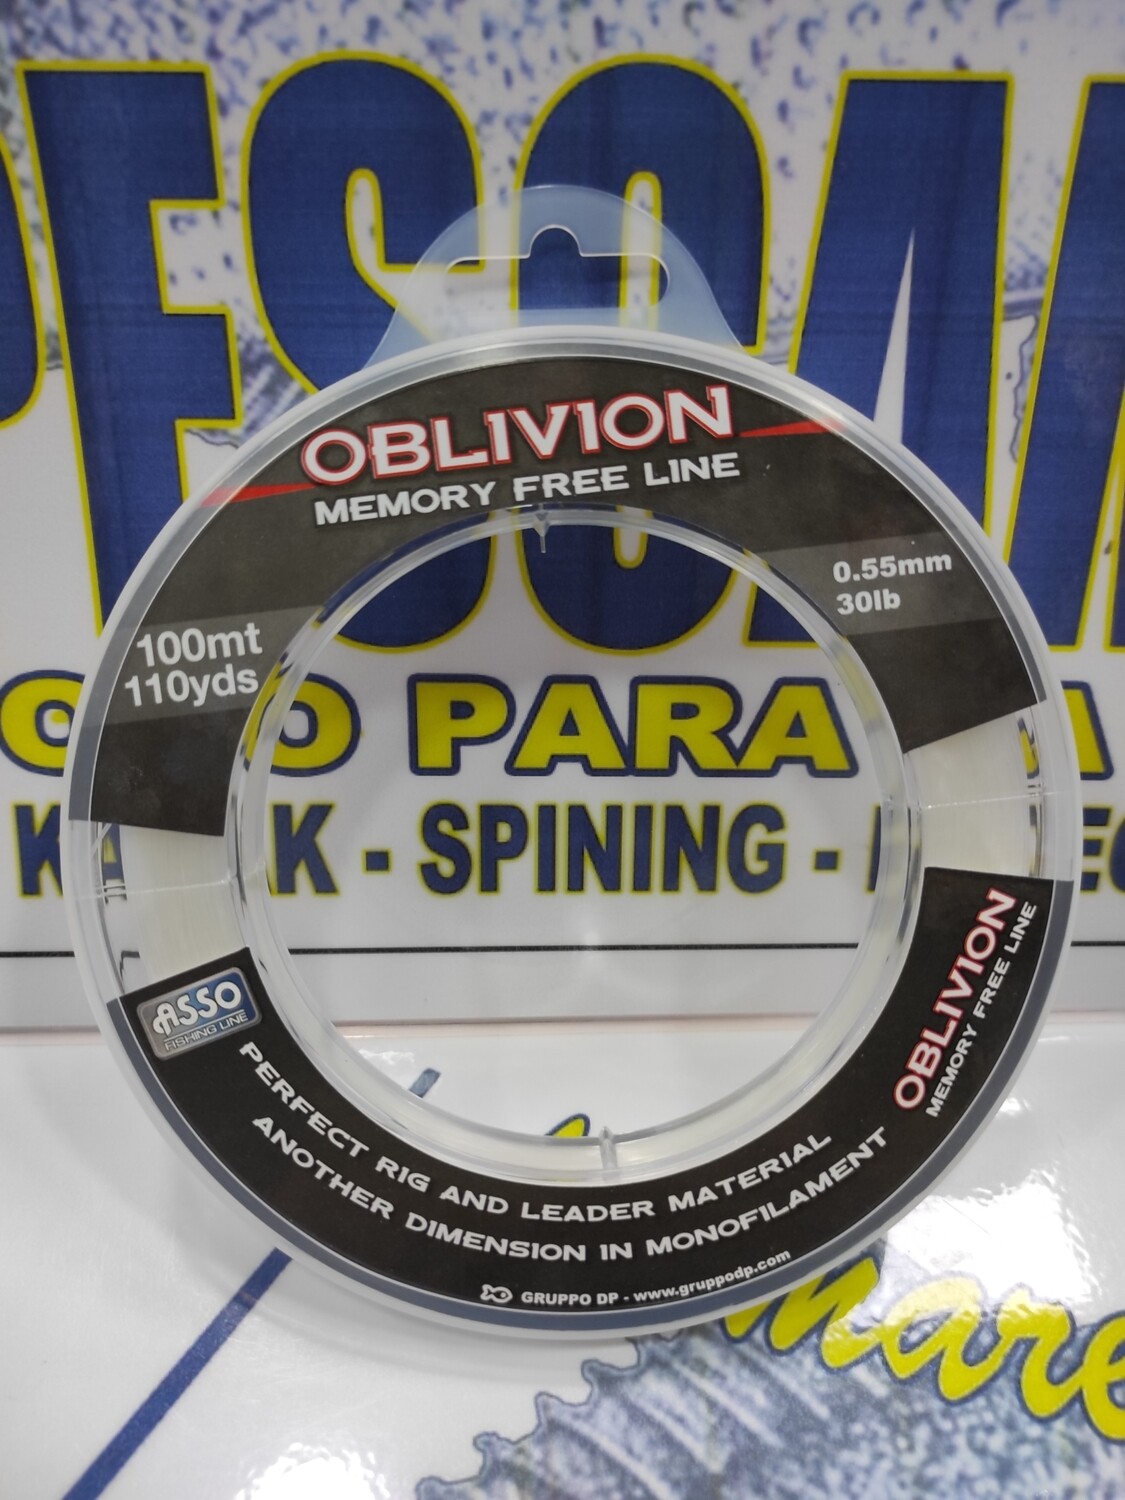 OBLIVION
MEMORY FREE LINE
0.55mm
30lb
100mt
110yds
PARA
- SPINING -
ASSO
FISHING LINE
PERFECT RIG AND LEADER MATERIAL
ANOTHER DIMENSION IN MONOFILAMENT
OBLIVION
MEMORY FREE LINE
GRUPPO DP - www.gruppodp.com